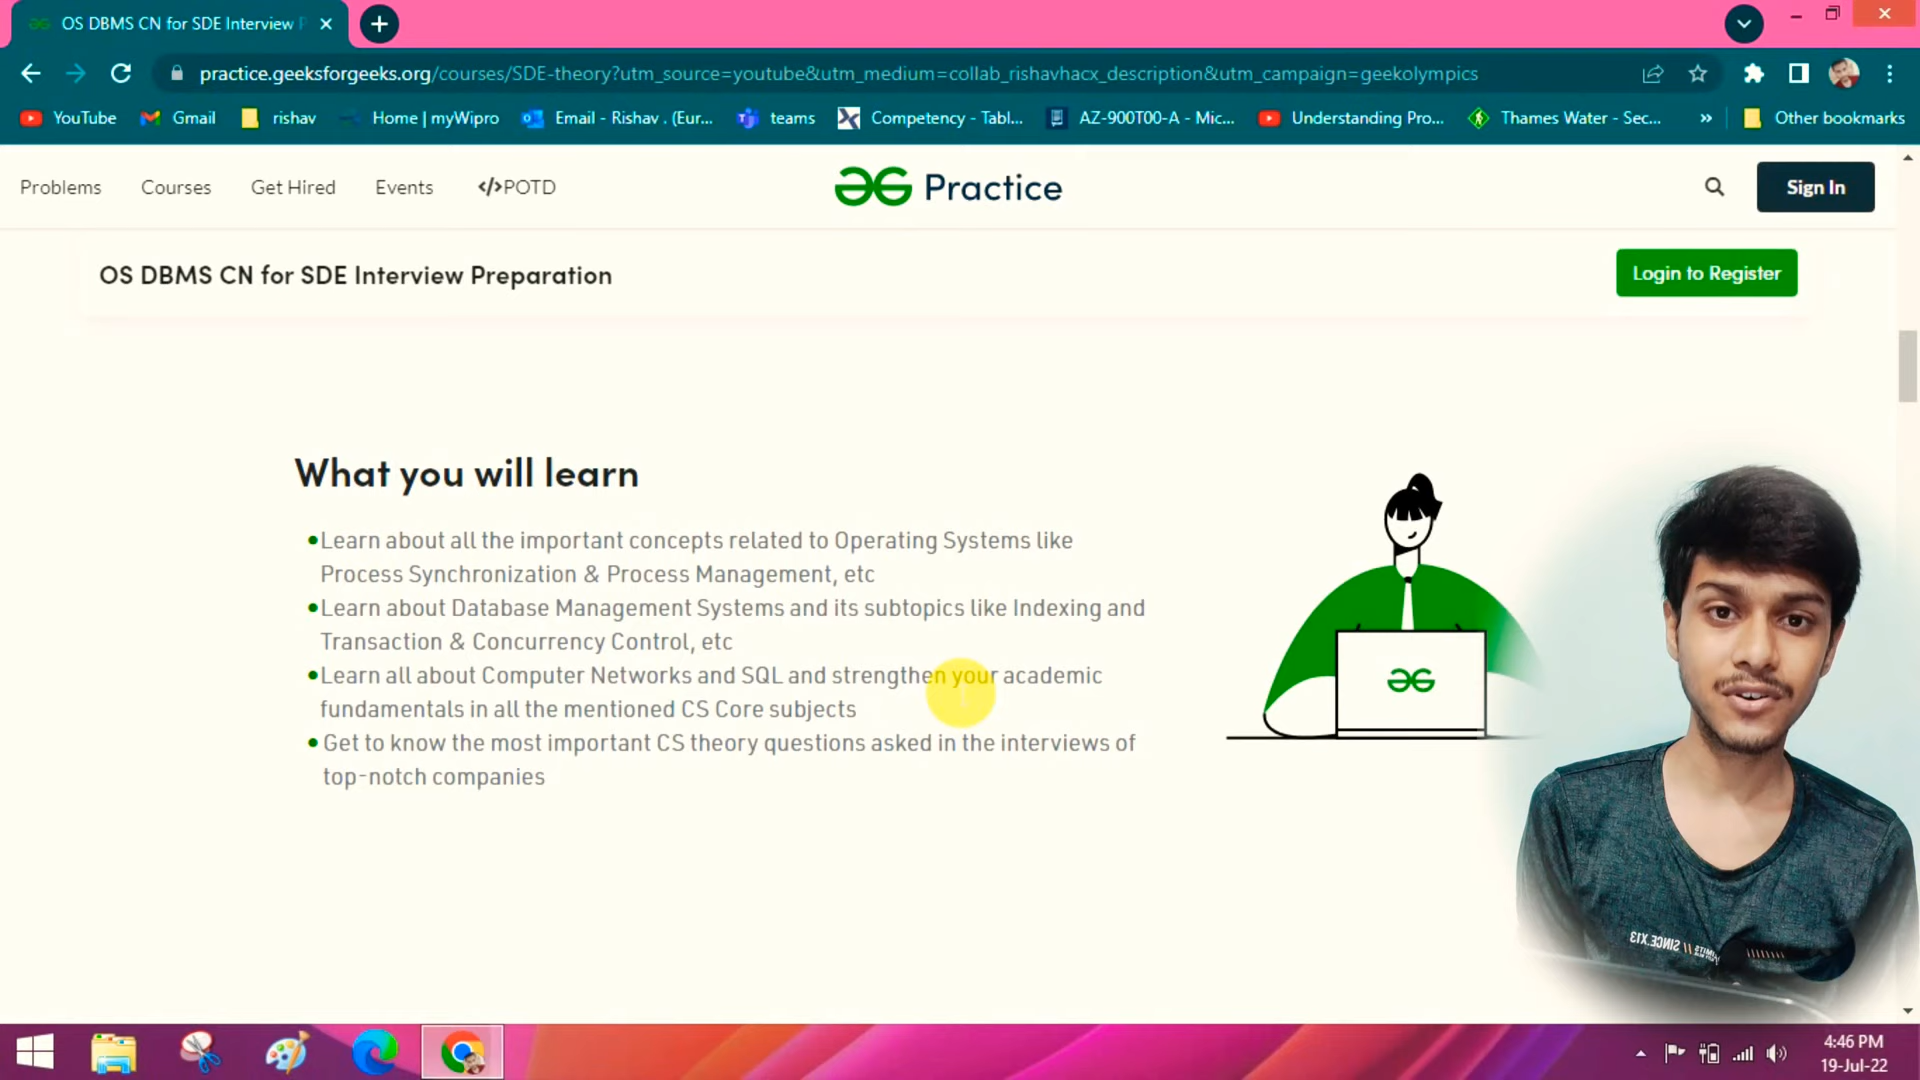 OS DBMS CN for SDE Interview P
practice.geeksforgeeks.org/courses/SDE-theory?utm_source=youtube&utm_medium=collab_rishavhacx_description&utm_campaign=geekolympics
YouTube Gmail rishav Home | myWipro Email - Rishav . (Eur... teams Competency - Tabl... AZ-900T00-A - Mic... Understanding Pro... Thames Water - Sec... » Other bookmarks
Problems Courses Get Hired Events </>POTD Practice Sign In
OS DBMS CN for SDE Interview Preparation Login to Register
What you will learn
•Learn about all the important concepts related to Operating Systems like
Process Synchronization & Process Management, etc
•Learn about Database Management Systems and its subtopics like Indexing and
Transaction & Concurrency Control, etc
•Learn all about Computer Networks and SQL and strengthen your academic
fundamentals in all the mentioned CS Core subjects
•Get to know the most important CS theory questions asked in the interviews of
top-notch companies
SINCE.X13
4:46 PM
19-Jul-22